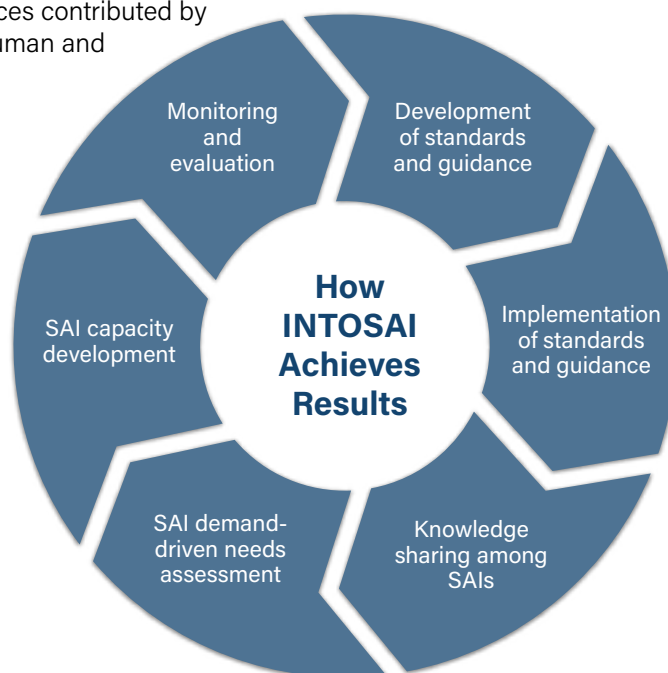 ces contributed by
uman and
Monitoring
and
evaluation
Development
of standards
and guidance
Implementation
of standards
and guidance
Knowledge
sharing among
SAIs
SAI demand-
driven needs
assessment
SAI capacity
development
How
INTOSAI
Achieves
Results